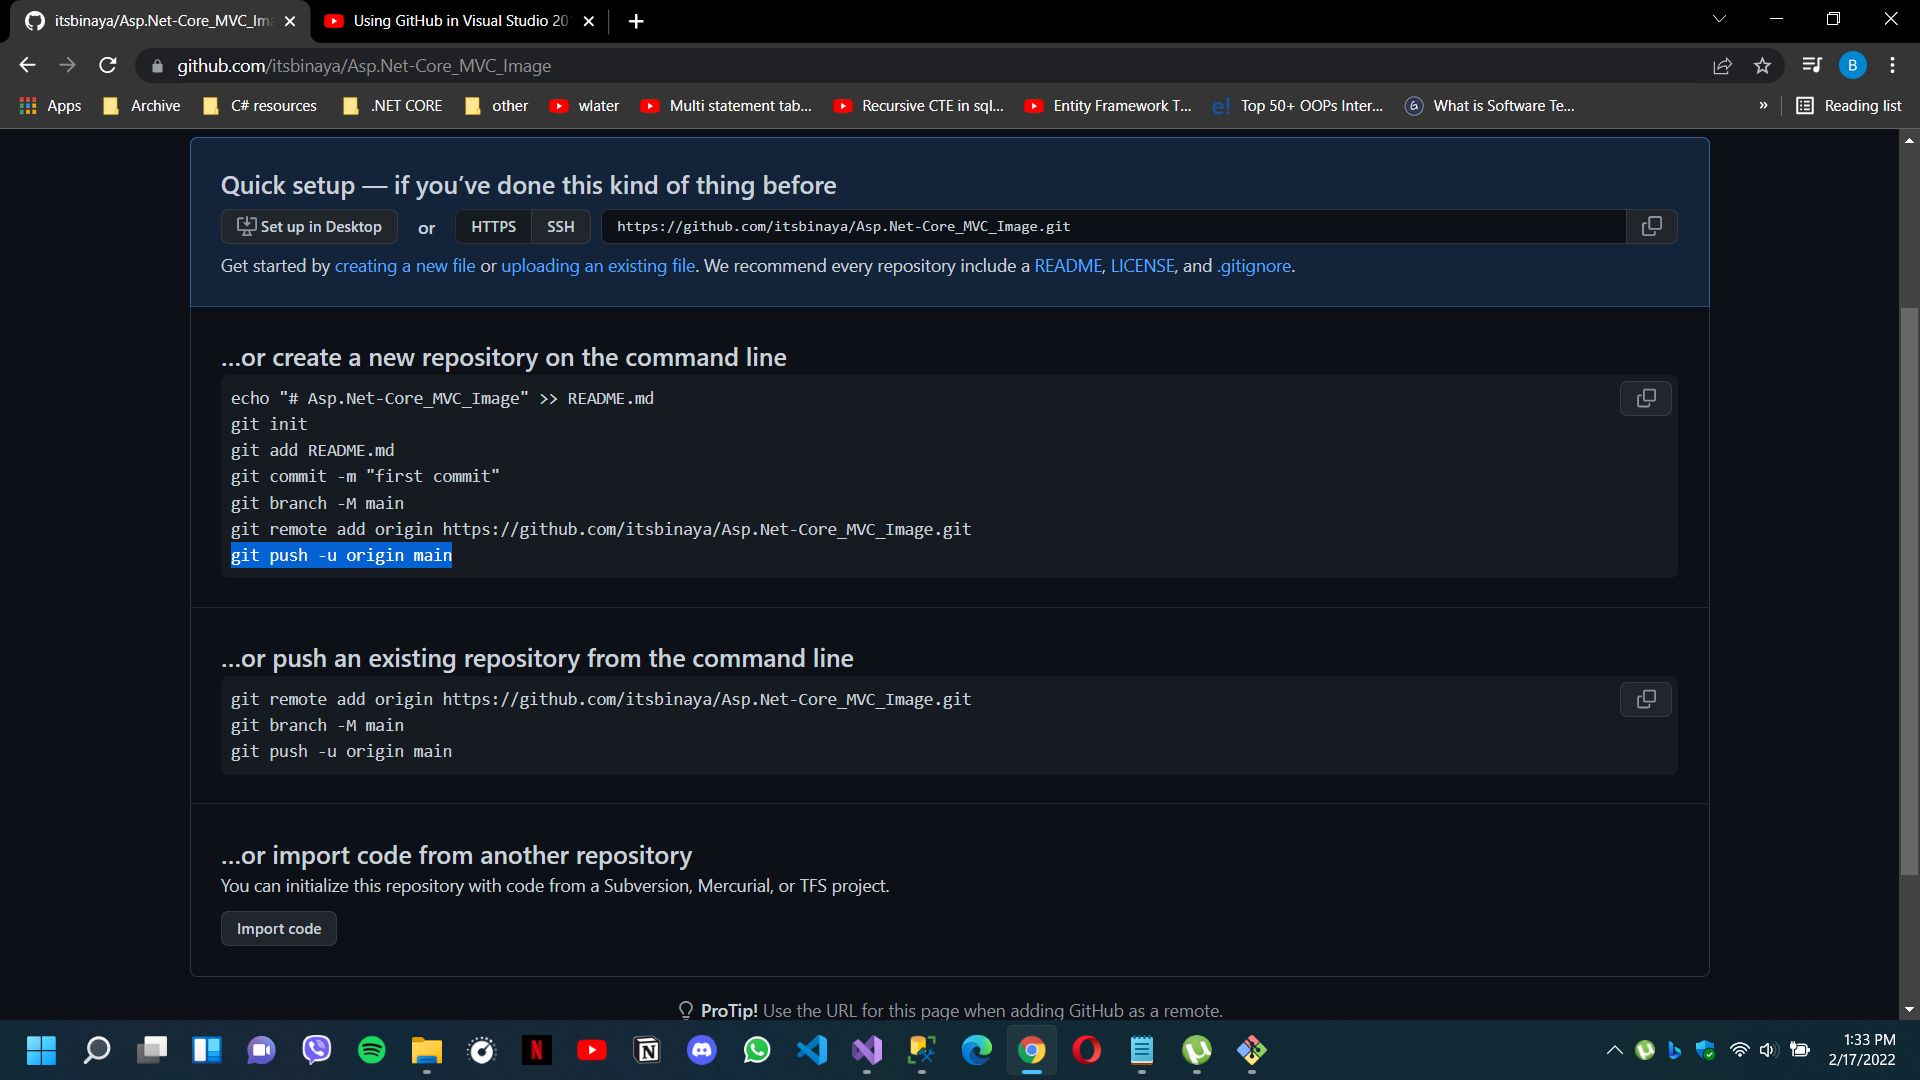 itsbinaya/Asp.Net-Core_MVC_Im
Using GitHub in Visual Studio 20
github.com/itsbinaya/Asp.Net-Core_MVC_Image
B
Apps
Archive
C# resources
.NET CORE
other
wlater
Multi statement tab...
Recursive CTE in sql...
Entity Framework T...
e!
Top 50+ OOPs Inter...
What is Software Te...
»
Reading list
Quick setup — if you’ve done this kind of thing before
Set up in Desktop
or
HTTPS
SSH
https://github.com/itsbinaya/Asp.Net-Core_MVC_Image.git
Get started by creating a new file or uploading an existing file. We recommend every repository include a README, LICENSE, and .gitignore.
...or create a new repository on the command line
echo "# Asp.Net-Core_MVC_Image" >> README.md
git init
git add README.md
git commit -m "first commit"
git branch -M main
git remote add origin https://github.com/itsbinaya/Asp.Net-Core_MVC_Image.git
git push -u origin main
...or push an existing repository from the command line
git remote add origin https://github.com/itsbinaya/Asp.Net-Core_MVC_Image.git
git branch -M main
git push -u origin main
...or import code from another repository
You can initialize this repository with code from a Subversion, Mercurial, or TFS project.
Import code
ProTip! Use the URL for this page when adding GitHub as a remote.
1:33 PM
2/17/2022